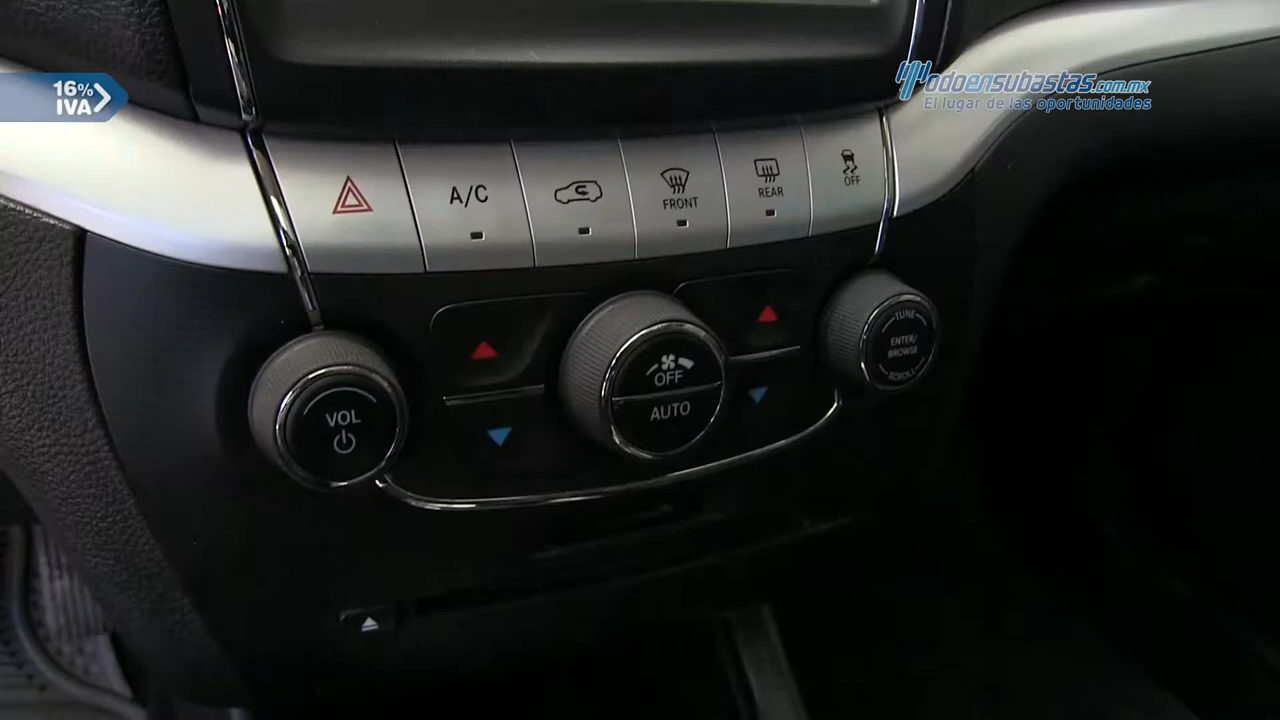 16%
IVA
Todoensubastas.com.mx
El lugar de las oportunidades
A/C
FRONT
REAR
OFF
VOL
OFF
AUTO
TUNE
ENTER/
BROWSE
SCROLL